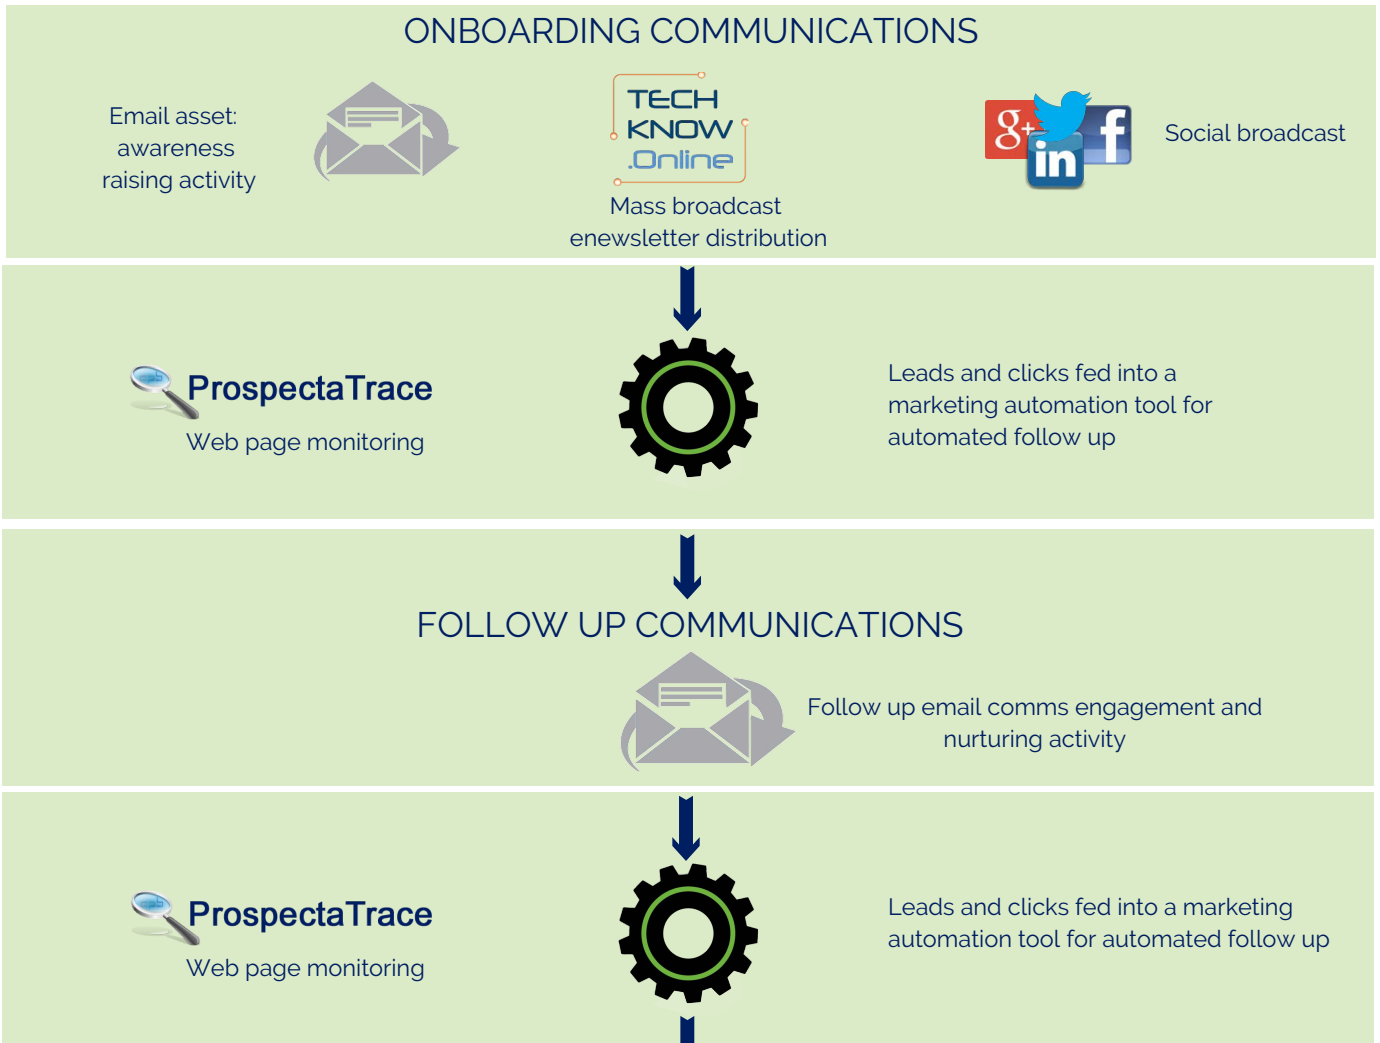 ONBOARDING COMMUNICATIONS
Email asset:
awareness
raising activity
TECH
KNOW
.Online
Mass broadcast
enewsletter distribution
g+
in
f
Social broadcast
ProspectaTrace
Web page monitoring
Leads and clicks fed into a
marketing automation tool for
automated follow up
FOLLOW UP COMMUNICATIONS
Follow up email comms engagement and
nurturing activity
ProspectaTrace
Web page monitoring
Leads and clicks fed into a marketing
automation tool for automated follow up